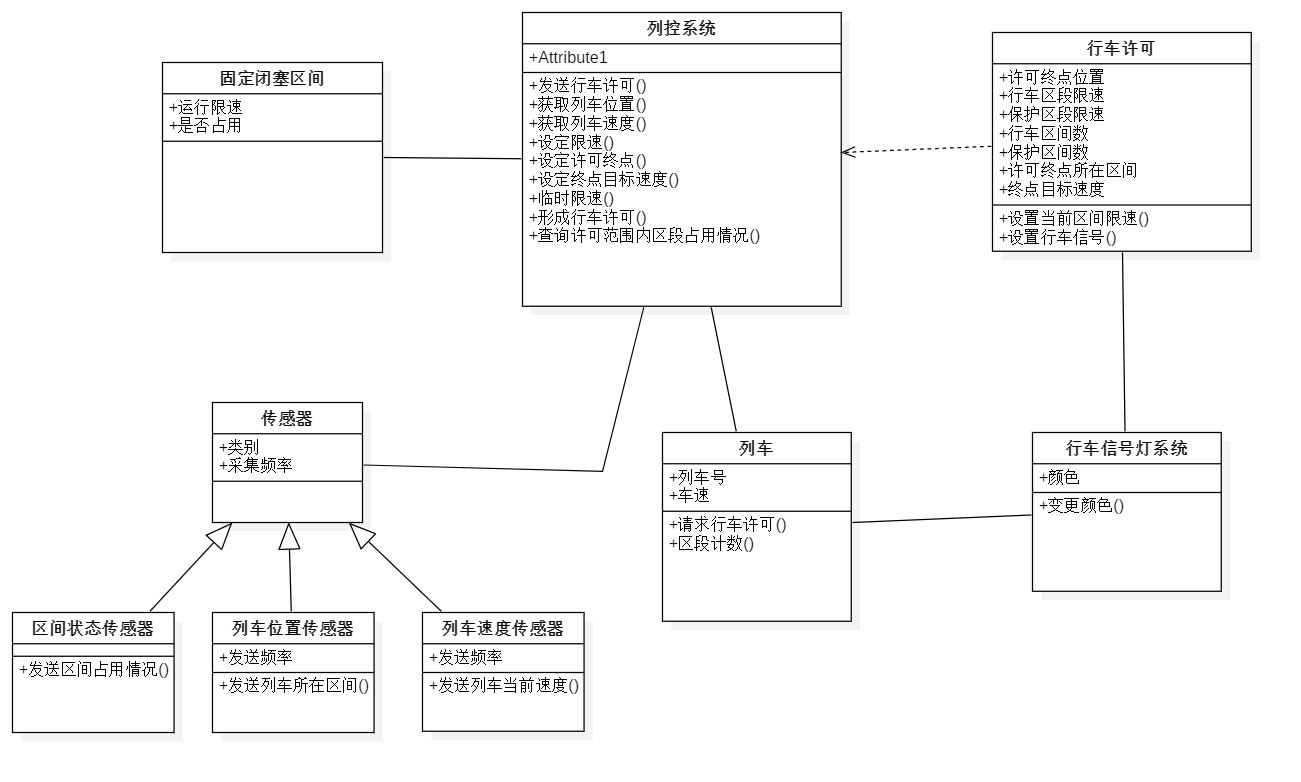 列控系统
+Attribute1
+发送行车许可()
+获取列车位置()
+获取列车速度()
+设定限速()
+设定许可终点()
+设定终点目标速度()
+临时限速()
+形成行车许可()
+查询许可范围内区段占用情况()
行车许可
+许可终点位置
+行车区段限速
+保护区段限速
+行车区间数
+保护区间数
+许可终点所在区间
+终点目标速度
+设置当前区间限速()
+设置行车信号()
固定闭塞区间
+运行限速
+是否占用
传感器
+类别
+采集频率
列车
+列车号
+车速
+请求行车许可()
+区段计数()
行车信号灯系统
+颜色
+变更颜色()
区间状态传感器
+发送区间占用情况()
列车位置传感器
+发送频率
+发送列车所在区间()
列车速度传感器
+发送频率
+发送列车当前速度()